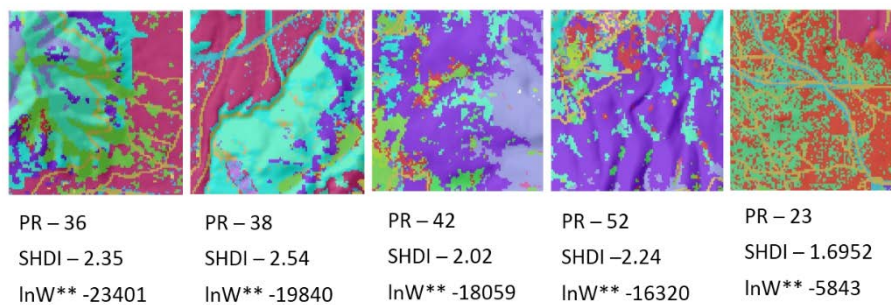 PR – 36
SHDI – 2.35
lnW** -23401
PR – 38
SHDI – 2.54
lnW** -19840
PR – 42
SHDI – 2.02
lnW** -18059
PR – 52
SHDI –2.24
lnW** -16320
PR – 23
SHDI – 1.6952
lnW** -5843